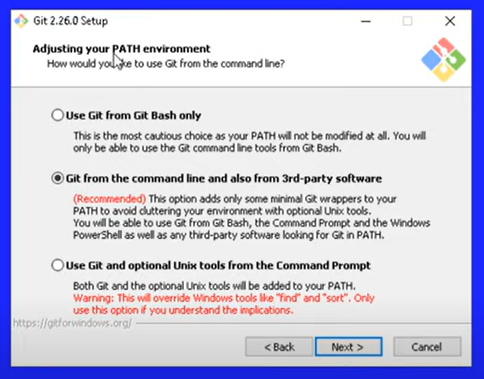 Git 2.26.0 Setup
Adjusting your PATH environment
How would you like to use Git from the command line?
Use Git from Git Bash only
This is the most cautious choice as your PATH will not be modified at all. You will
only be able to use the Git command line tools from Git Bash.
Git from the command line and also from 3rd-party software
(Recommended) This option adds only some minimal Git wrappers to your
PATH to avoid cluttering your environment with optional Unix tools.
You will be able to use Git from Git Bash, the Command Prompt and the Windows
PowerShell as well as any third-party software looking for Git in PATH.
Use Git and optional Unix tools from the Command Prompt
Both Git and the optional Unix tools will be added to your PATH.
Warning: This will override Windows tools like "find" and "sort". Only
use this option if you understand the implications.
https://gitforwindows.org/
< Back Next > Cancel